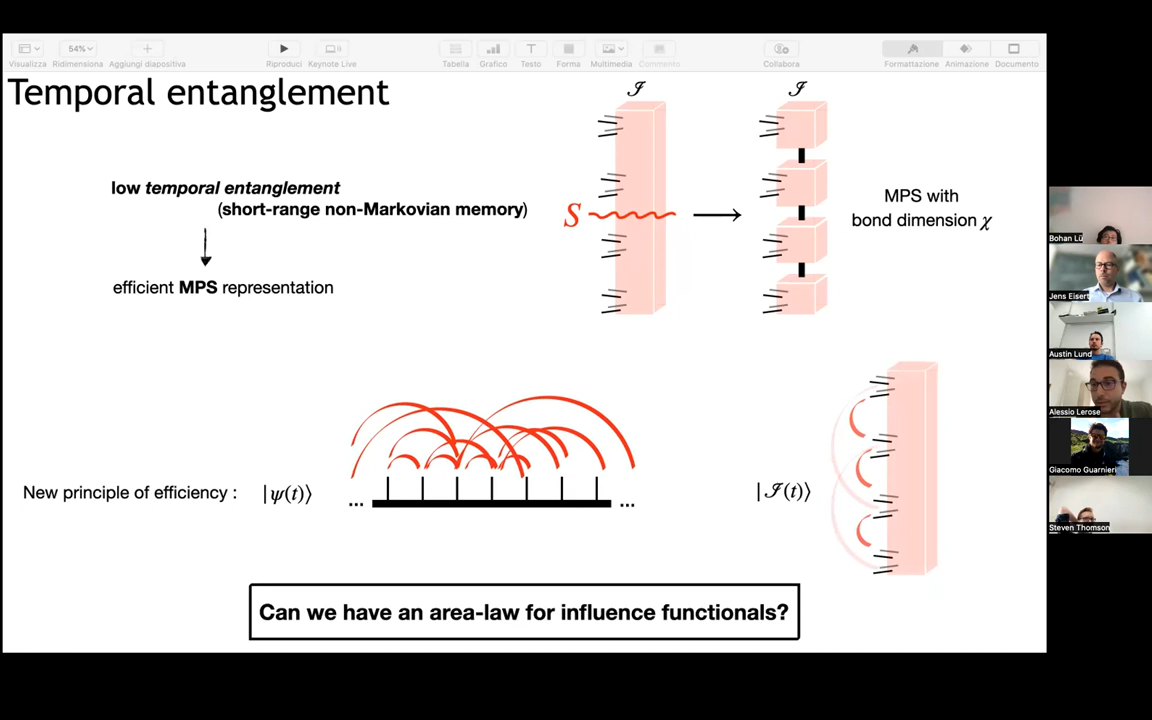 54%
Visualizza
Ridimensiona
Aggiungi diapositiva
Riproduci
Keynote Live
Tabella
Grafico
Testo
Forma
Multimedia
Commento
Collabora
Formattazione
Animazione
Documento
Temporal entanglement
ℐ
ℐ
low temporal entanglement
(short-range non-Markovian memory)
S
MPS with
bond dimension χ
efficient MPS representation
New principle of efficiency :
|ψ(t)⟩
...
...
|ℐ(t)⟩
Can we have an area-law for influence functionals?
Bohan Lü
Jens Eisert
Austin Lund
Alessio Lerose
Giacomo Guarnieri
Steven Thomson